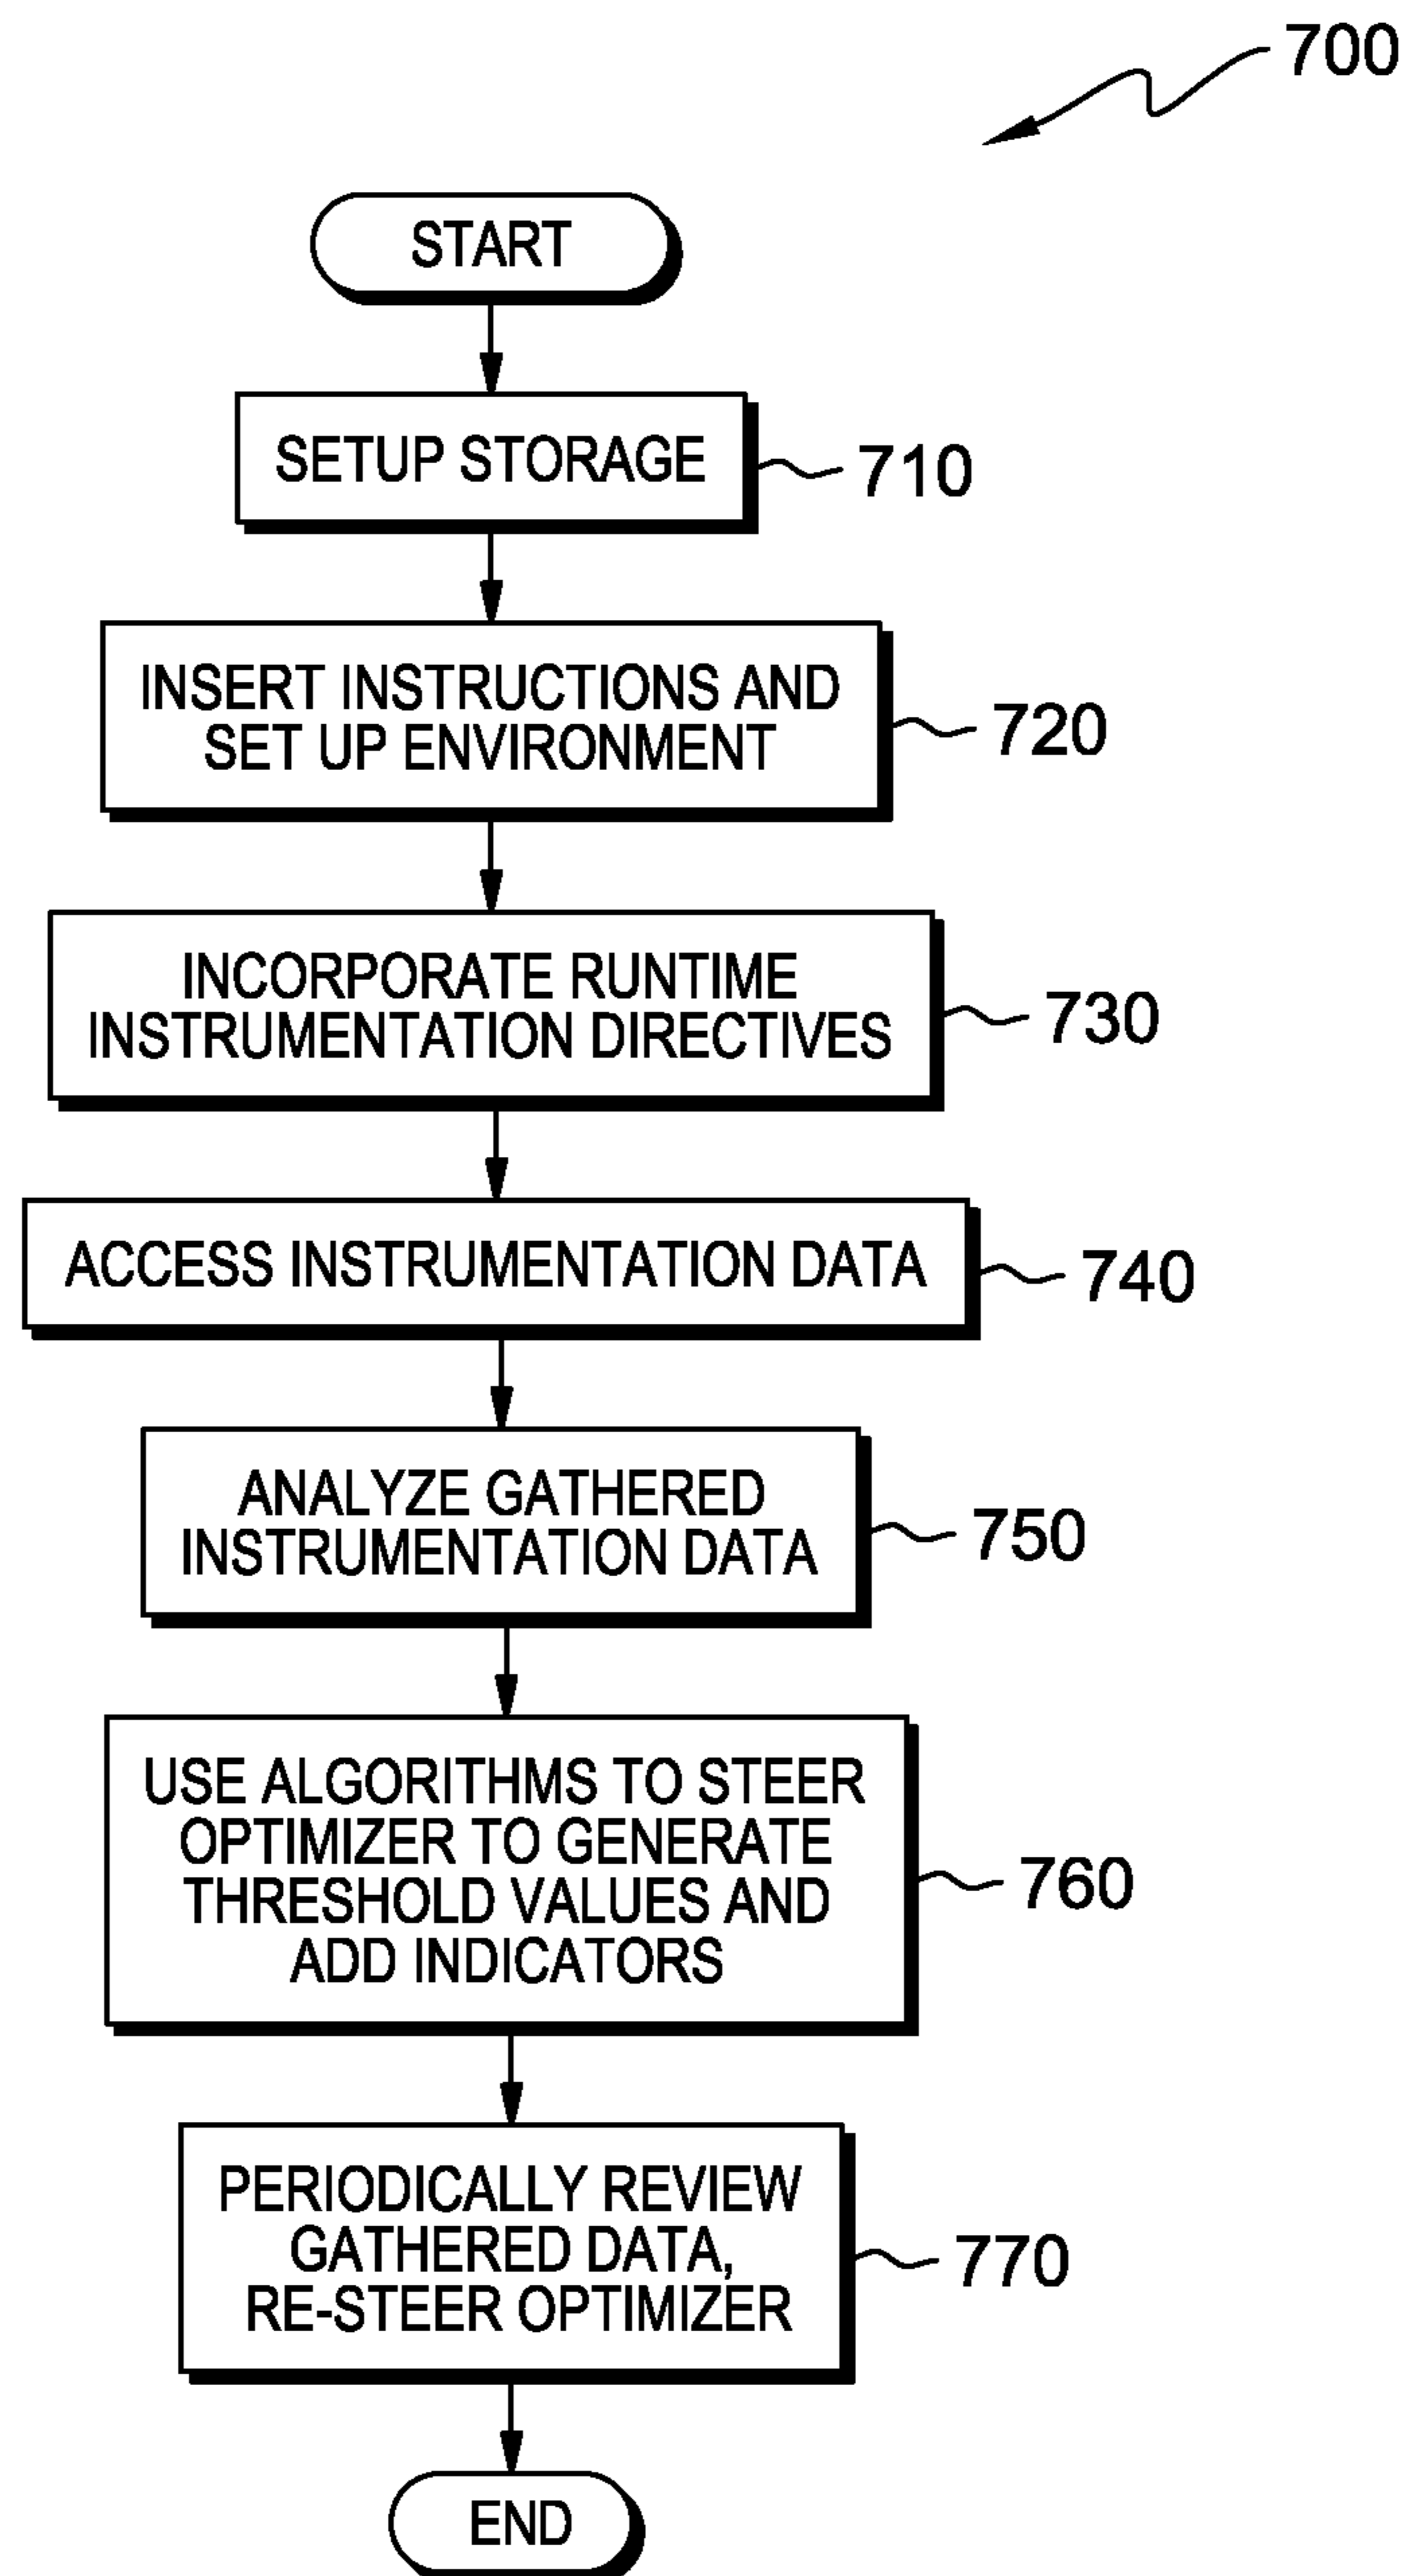 700
START
SETUP STORAGE
710
INSERT INSTRUCTIONS AND
SET UP ENVIRONMENT
720
INCORPORATE RUNTIME
INSTRUMENTATION DIRECTIVES
730
ACCESS INSTRUMENTATION DATA
740
ANALYZE GATHERED
INSTRUMENTATION DATA
750
USE ALGORITHMS TO STEER
OPTIMIZER TO GENERATE
THRESHOLD VALUES AND
ADD INDICATORS
760
PERIODICALLY REVIEW
GATHERED DATA,
RE-STEER OPTIMIZER
770
END